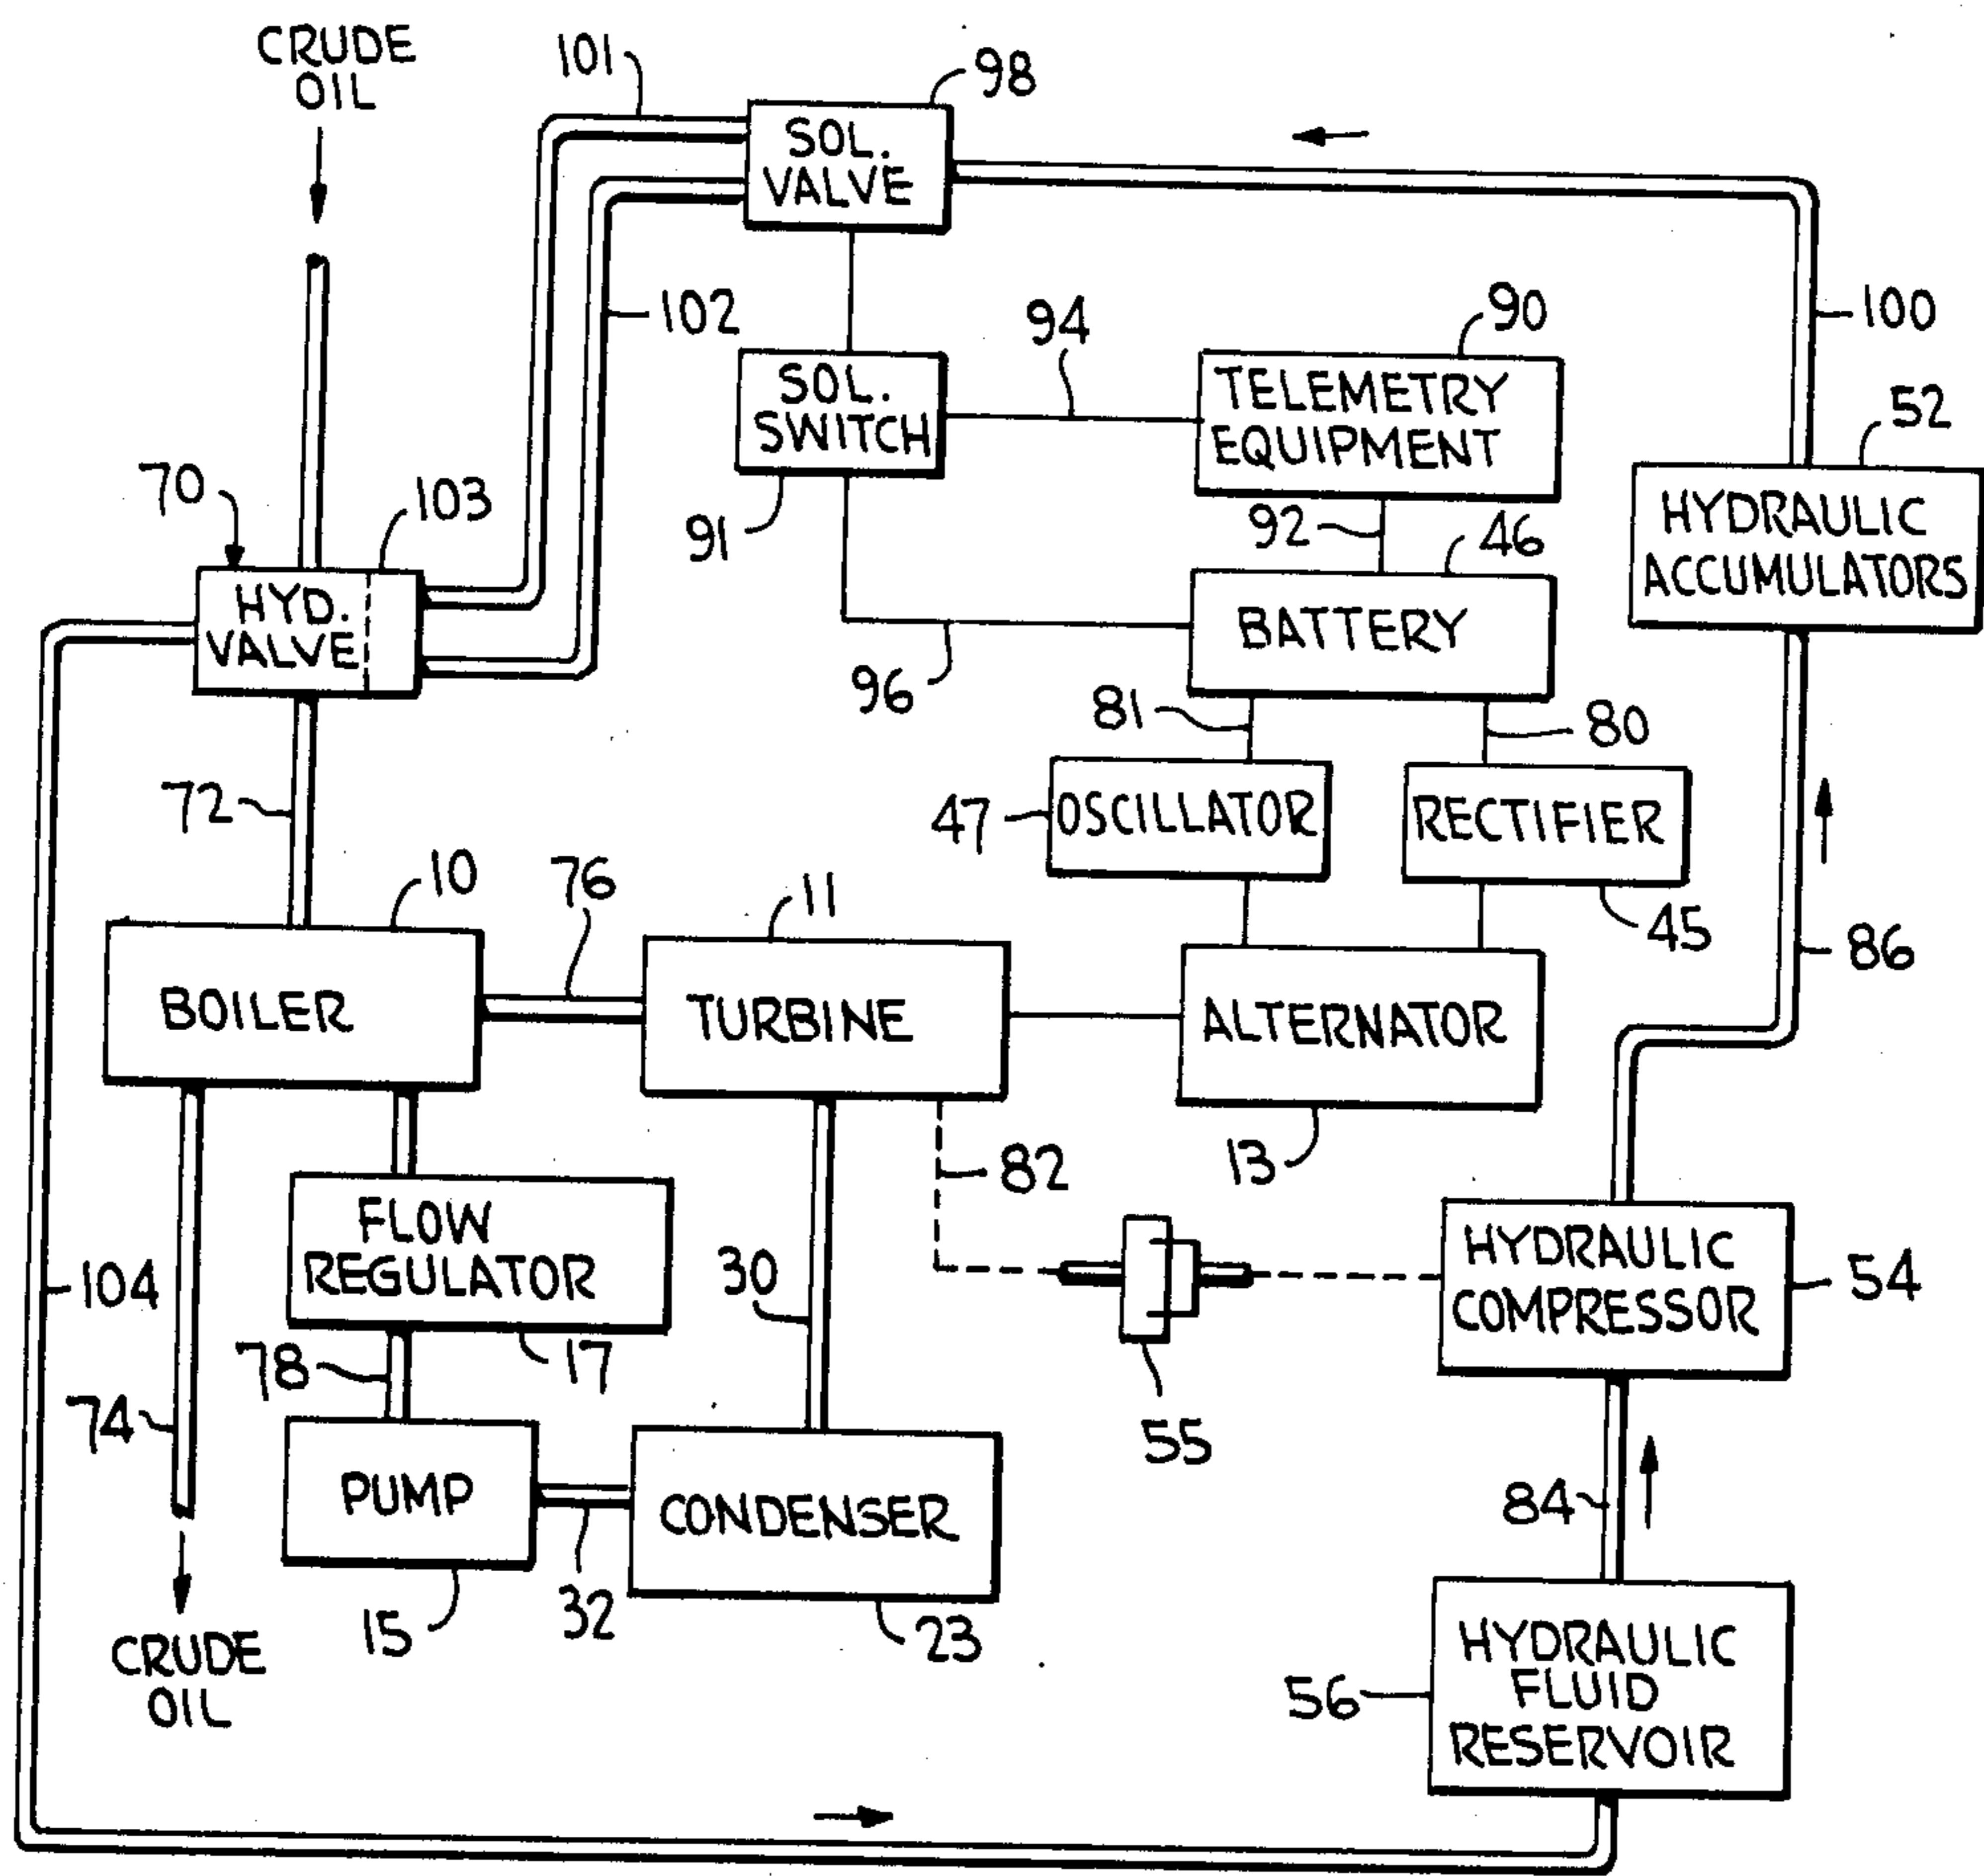 CRUDE
OIL
101
98
SOL.
VALVE
102
94
90
100
SOL.
SWITCH
TELEMETRY
EQUIPMENT
52
70
103
91
92
46
HYDRAULIC
ACCUMULATORS
HYD.
VALVE
BATTERY
96
81
80
72
47
OSCILLATOR
RECTIFIER
10
76
11
45
86
BOILER
TURBINE
ALTERNATOR
82
13
FLOW
REGULATOR
30
HYDRAULIC
COMPRESSOR
54
104
78
17
74
55
PUMP
CONDENSER
84
15
32
23
CRUDE
OIL
56
HYDRAULIC
FLUID
RESERVOIR